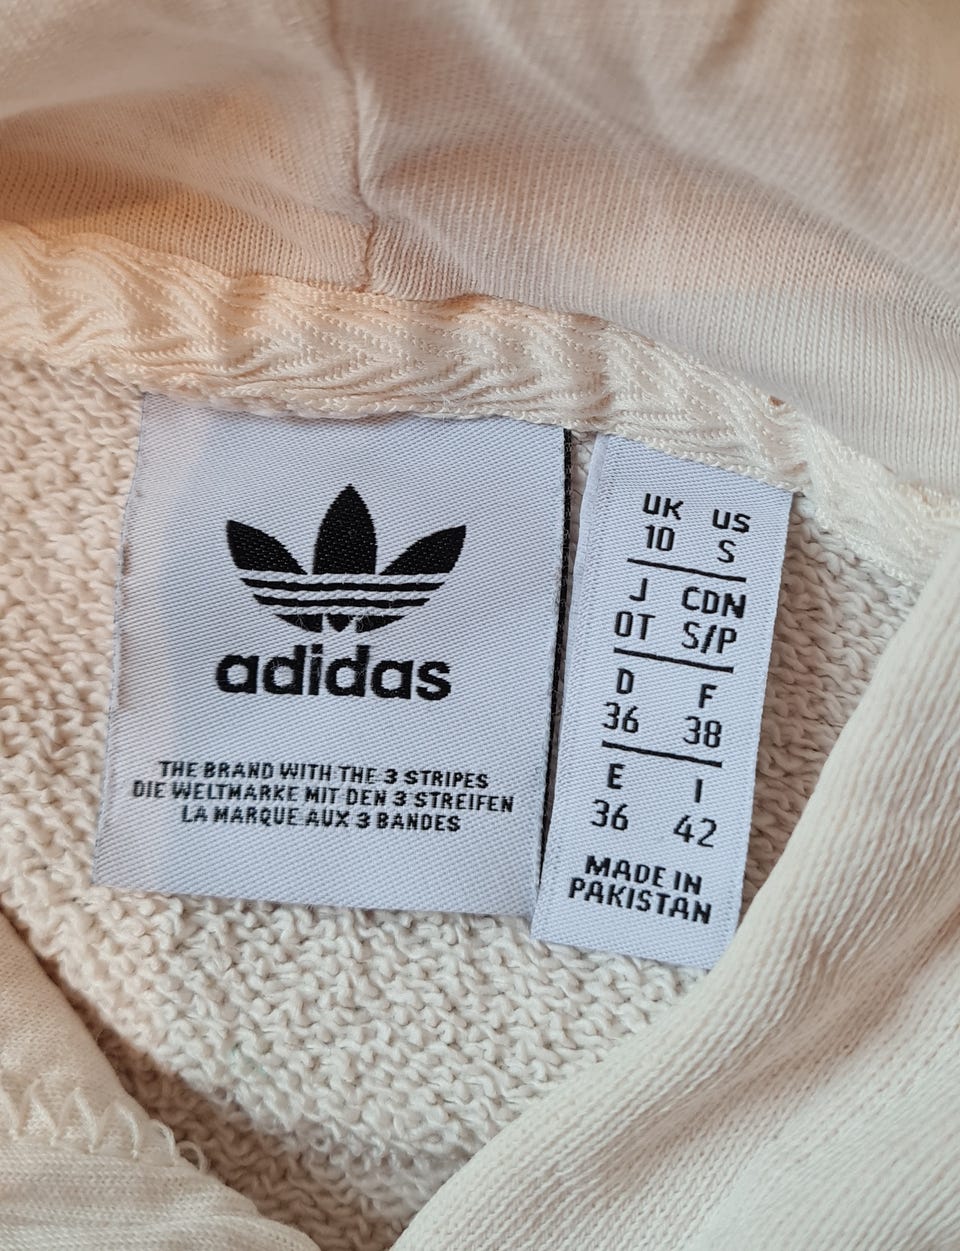 adidas
THE BRAND WITH THE 3 STRIPES
DIE WELTMARKE MIT DEN 3 STREIFEN
LA MARQUE AUX 3 BANDES
UK US
10 S
J CDN
OT S/P
D F
36 38
E I
36 42
MADE IN
PAKISTAN